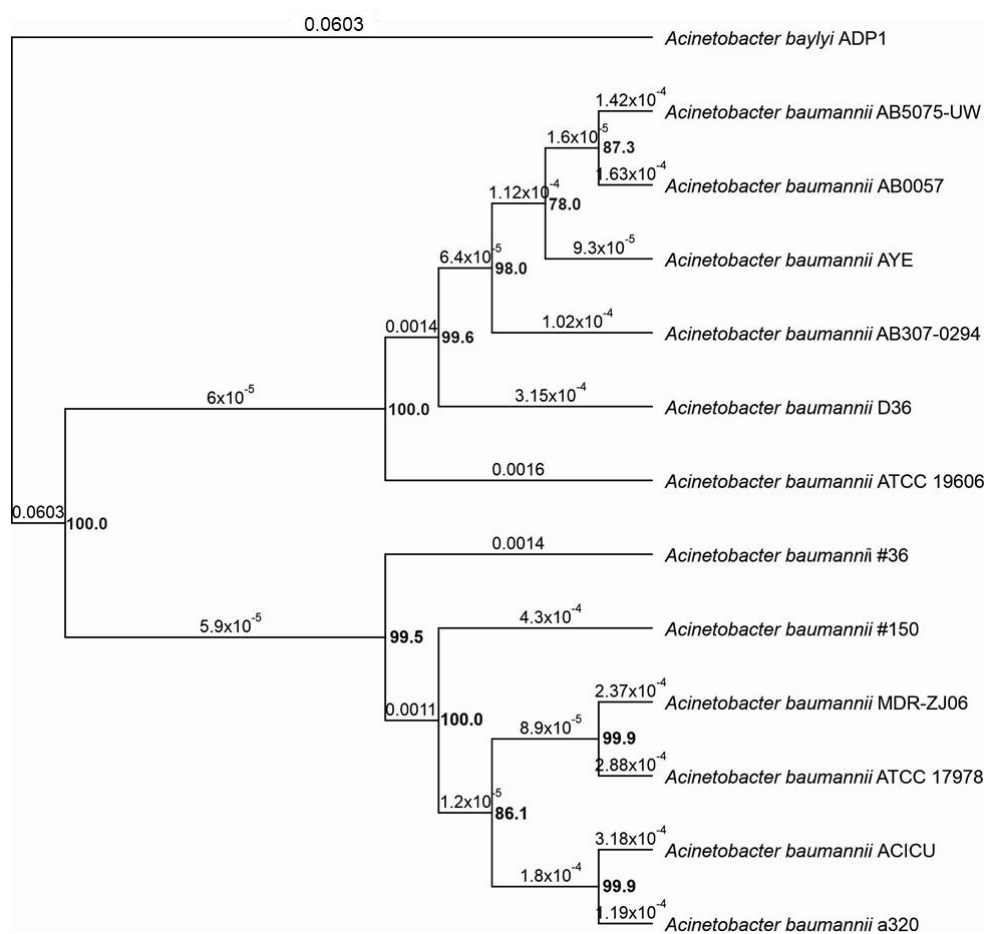 0.0603
Acinetobacter baylyi ADP1
1.42x10⁻⁴
Acinetobacter baumannii AB5075-UW
1.6x10⁻⁵
87.3
1.63x10⁻⁴
Acinetobacter baumannii AB0057
1.12x10⁻⁴
78.0
9.3x10⁻⁵
Acinetobacter baumannii AYE
6.4x10⁻⁵
98.0
1.02x10⁻⁴
Acinetobacter baumannii AB307-0294
0.0014
99.6
6x10⁻⁵
3.15x10⁻⁴
Acinetobacter baumannii D36
100.0
0.0016
Acinetobacter baumannii ATCC 19606
0.0603
100.0
0.0014
Acinetobacter baumannii #36
5.9x10⁻⁵
99.5
4.3x10⁻⁴
Acinetobacter baumannii #150
0.0011
100.0
2.37x10⁻⁴
Acinetobacter baumannii MDR-ZJ06
8.9x10⁻⁵
99.9
2.88x10⁻⁴
Acinetobacter baumannii ATCC 17978
1.2x10⁻⁵
86.1
3.18x10⁻⁴
Acinetobacter baumannii ACICU
1.8x10⁻⁴
99.9
1.19x10⁻⁴
Acinetobacter baumannii a320